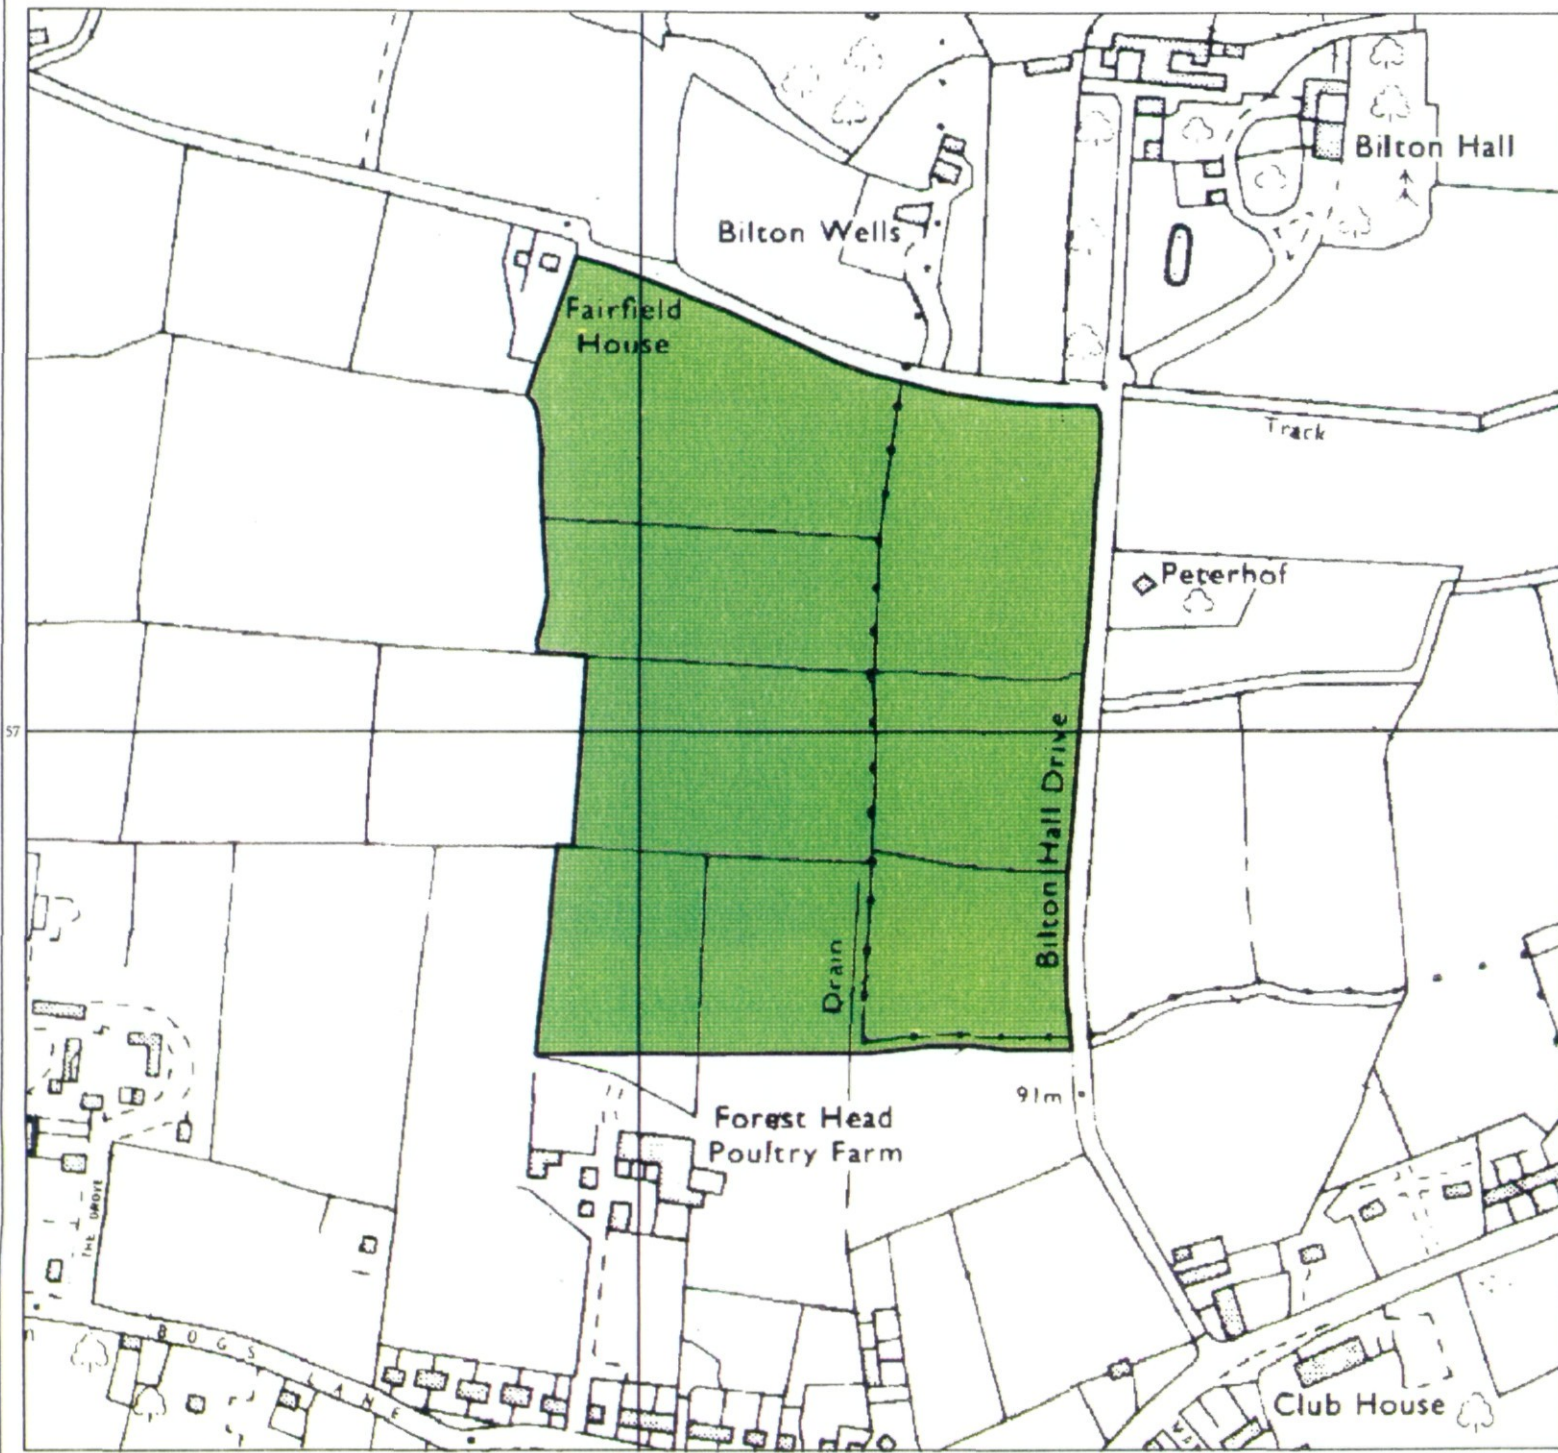 Bilton Hall
Bilton Wells
Fairfield
House
Track
Peterhof
57
Bilton Hall Drive
Drain
91m
Forest Head
Poultry Farm
THE DROVE
BOGS LANE
Club House